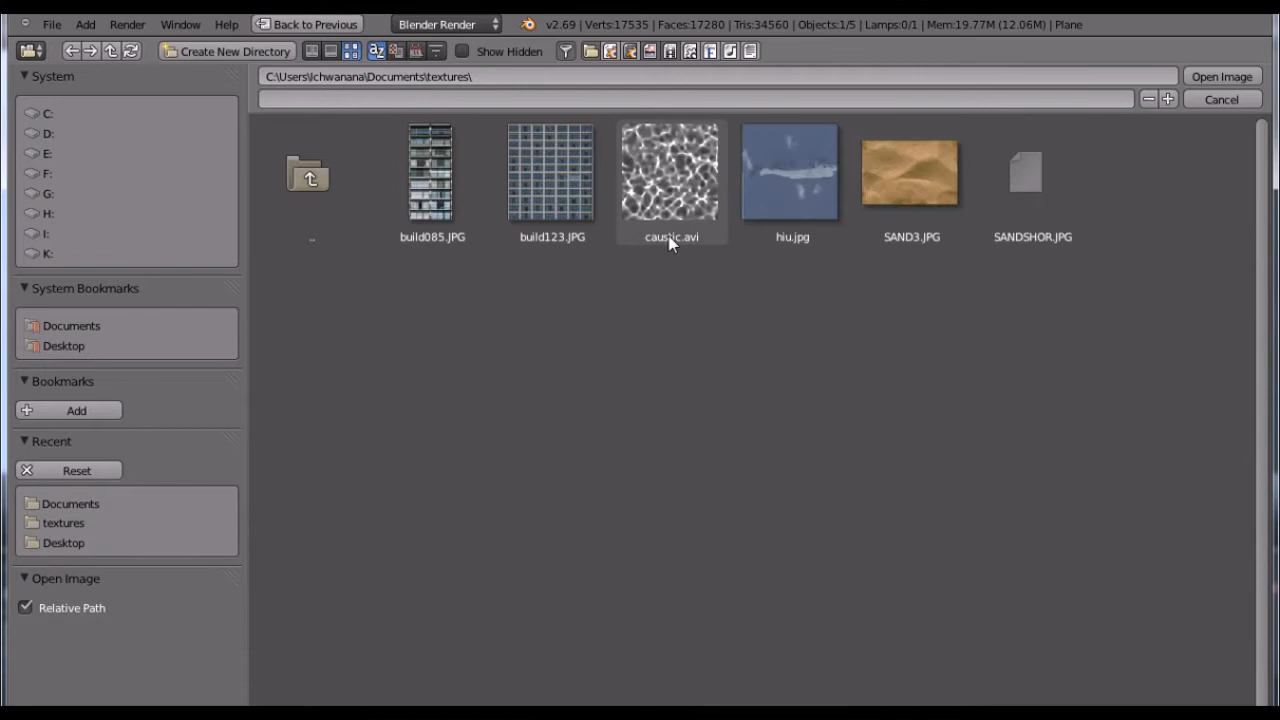 File Add Render Window Help Back to Previous Blender Render v2.69 | Verts:17535 | Faces:17280 | Tris:34560 | Objects:1/5 | Lamps:0/1 | Mem:19.77M (12.06M) | Plane
Create New Directory Show Hidden
System
C:\Users\Ichwanana\Documents\textures\ Open Image
Cancel
C:
D:
E:
F:
G:
H:
I:
K:
.. build085.JPG build123.JPG caustic.avi hiu.jpg SAND3.JPG SANDSHOR.JPG
System Bookmarks
Documents
Desktop
Bookmarks
Add
Recent
Reset
Documents
textures
Desktop
Open Image
Relative Path